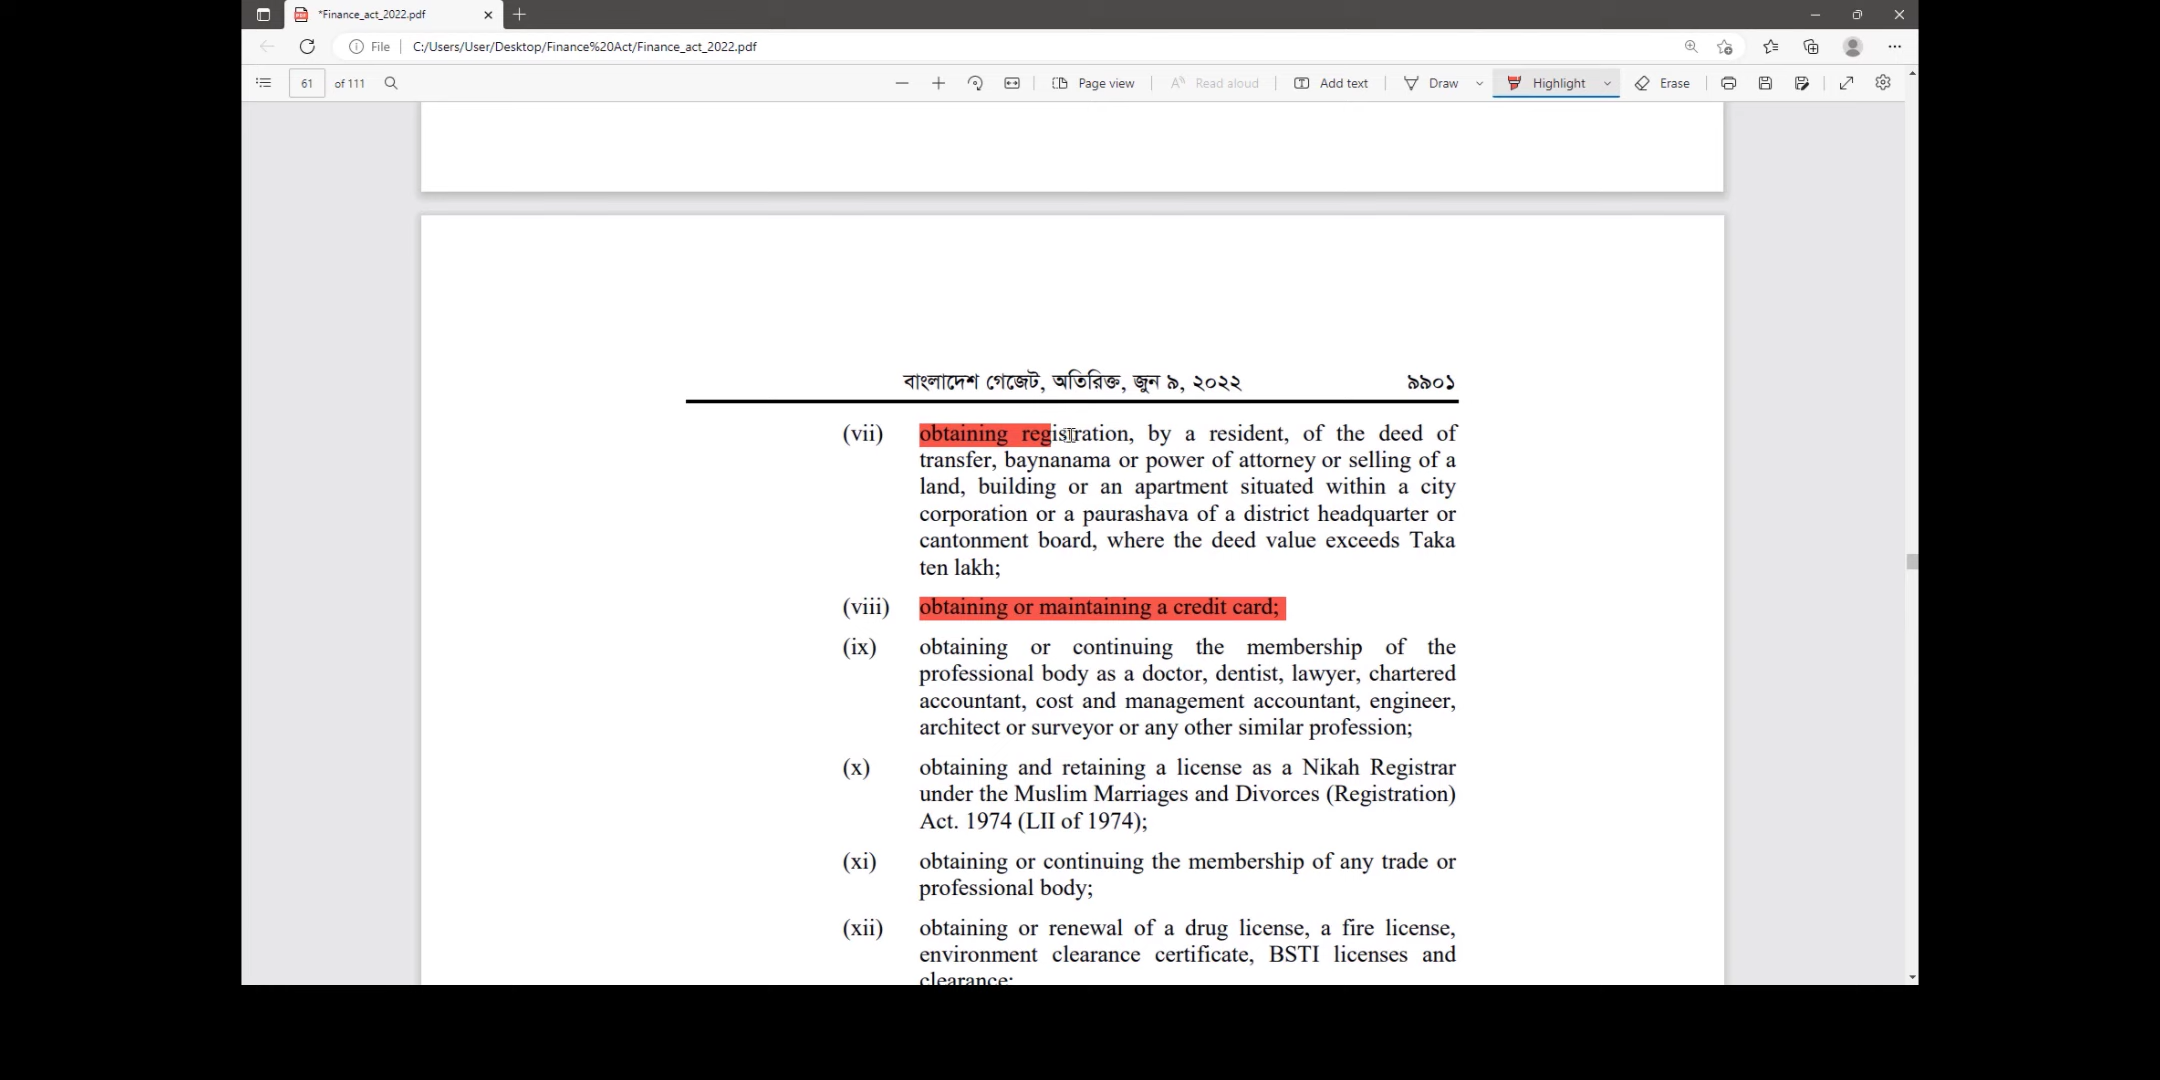 *Finance_act_2022.pdf
File C:/Users/User/Desktop/Finance%20Act/Finance_act_2022.pdf
61 of 111 Page view Read aloud Add text Draw Highlight Erase
বাংলাদেশ গেজেট, অতিরিক্ত, জুন ৯, ২০২২ ৯৯০১
(vii) obtaining registration, by a resident, of the deed of
transfer, baynanama or power of attorney or selling of a
land, building or an apartment situated within a city
corporation or a paurashava of a district headquarter or
cantonment board, where the deed value exceeds Taka
ten lakh;
(viii) obtaining or maintaining a credit card;
(ix) obtaining or continuing the membership of the
professional body as a doctor, dentist, lawyer, chartered
accountant, cost and management accountant, engineer,
architect or surveyor or any other similar profession;
(x) obtaining and retaining a license as a Nikah Registrar
under the Muslim Marriages and Divorces (Registration)
Act. 1974 (LII of 1974);
(xi) obtaining or continuing the membership of any trade or
professional body;
(xii) obtaining or renewal of a drug license, a fire license,
environment clearance certificate, BSTI licenses and
clearance;